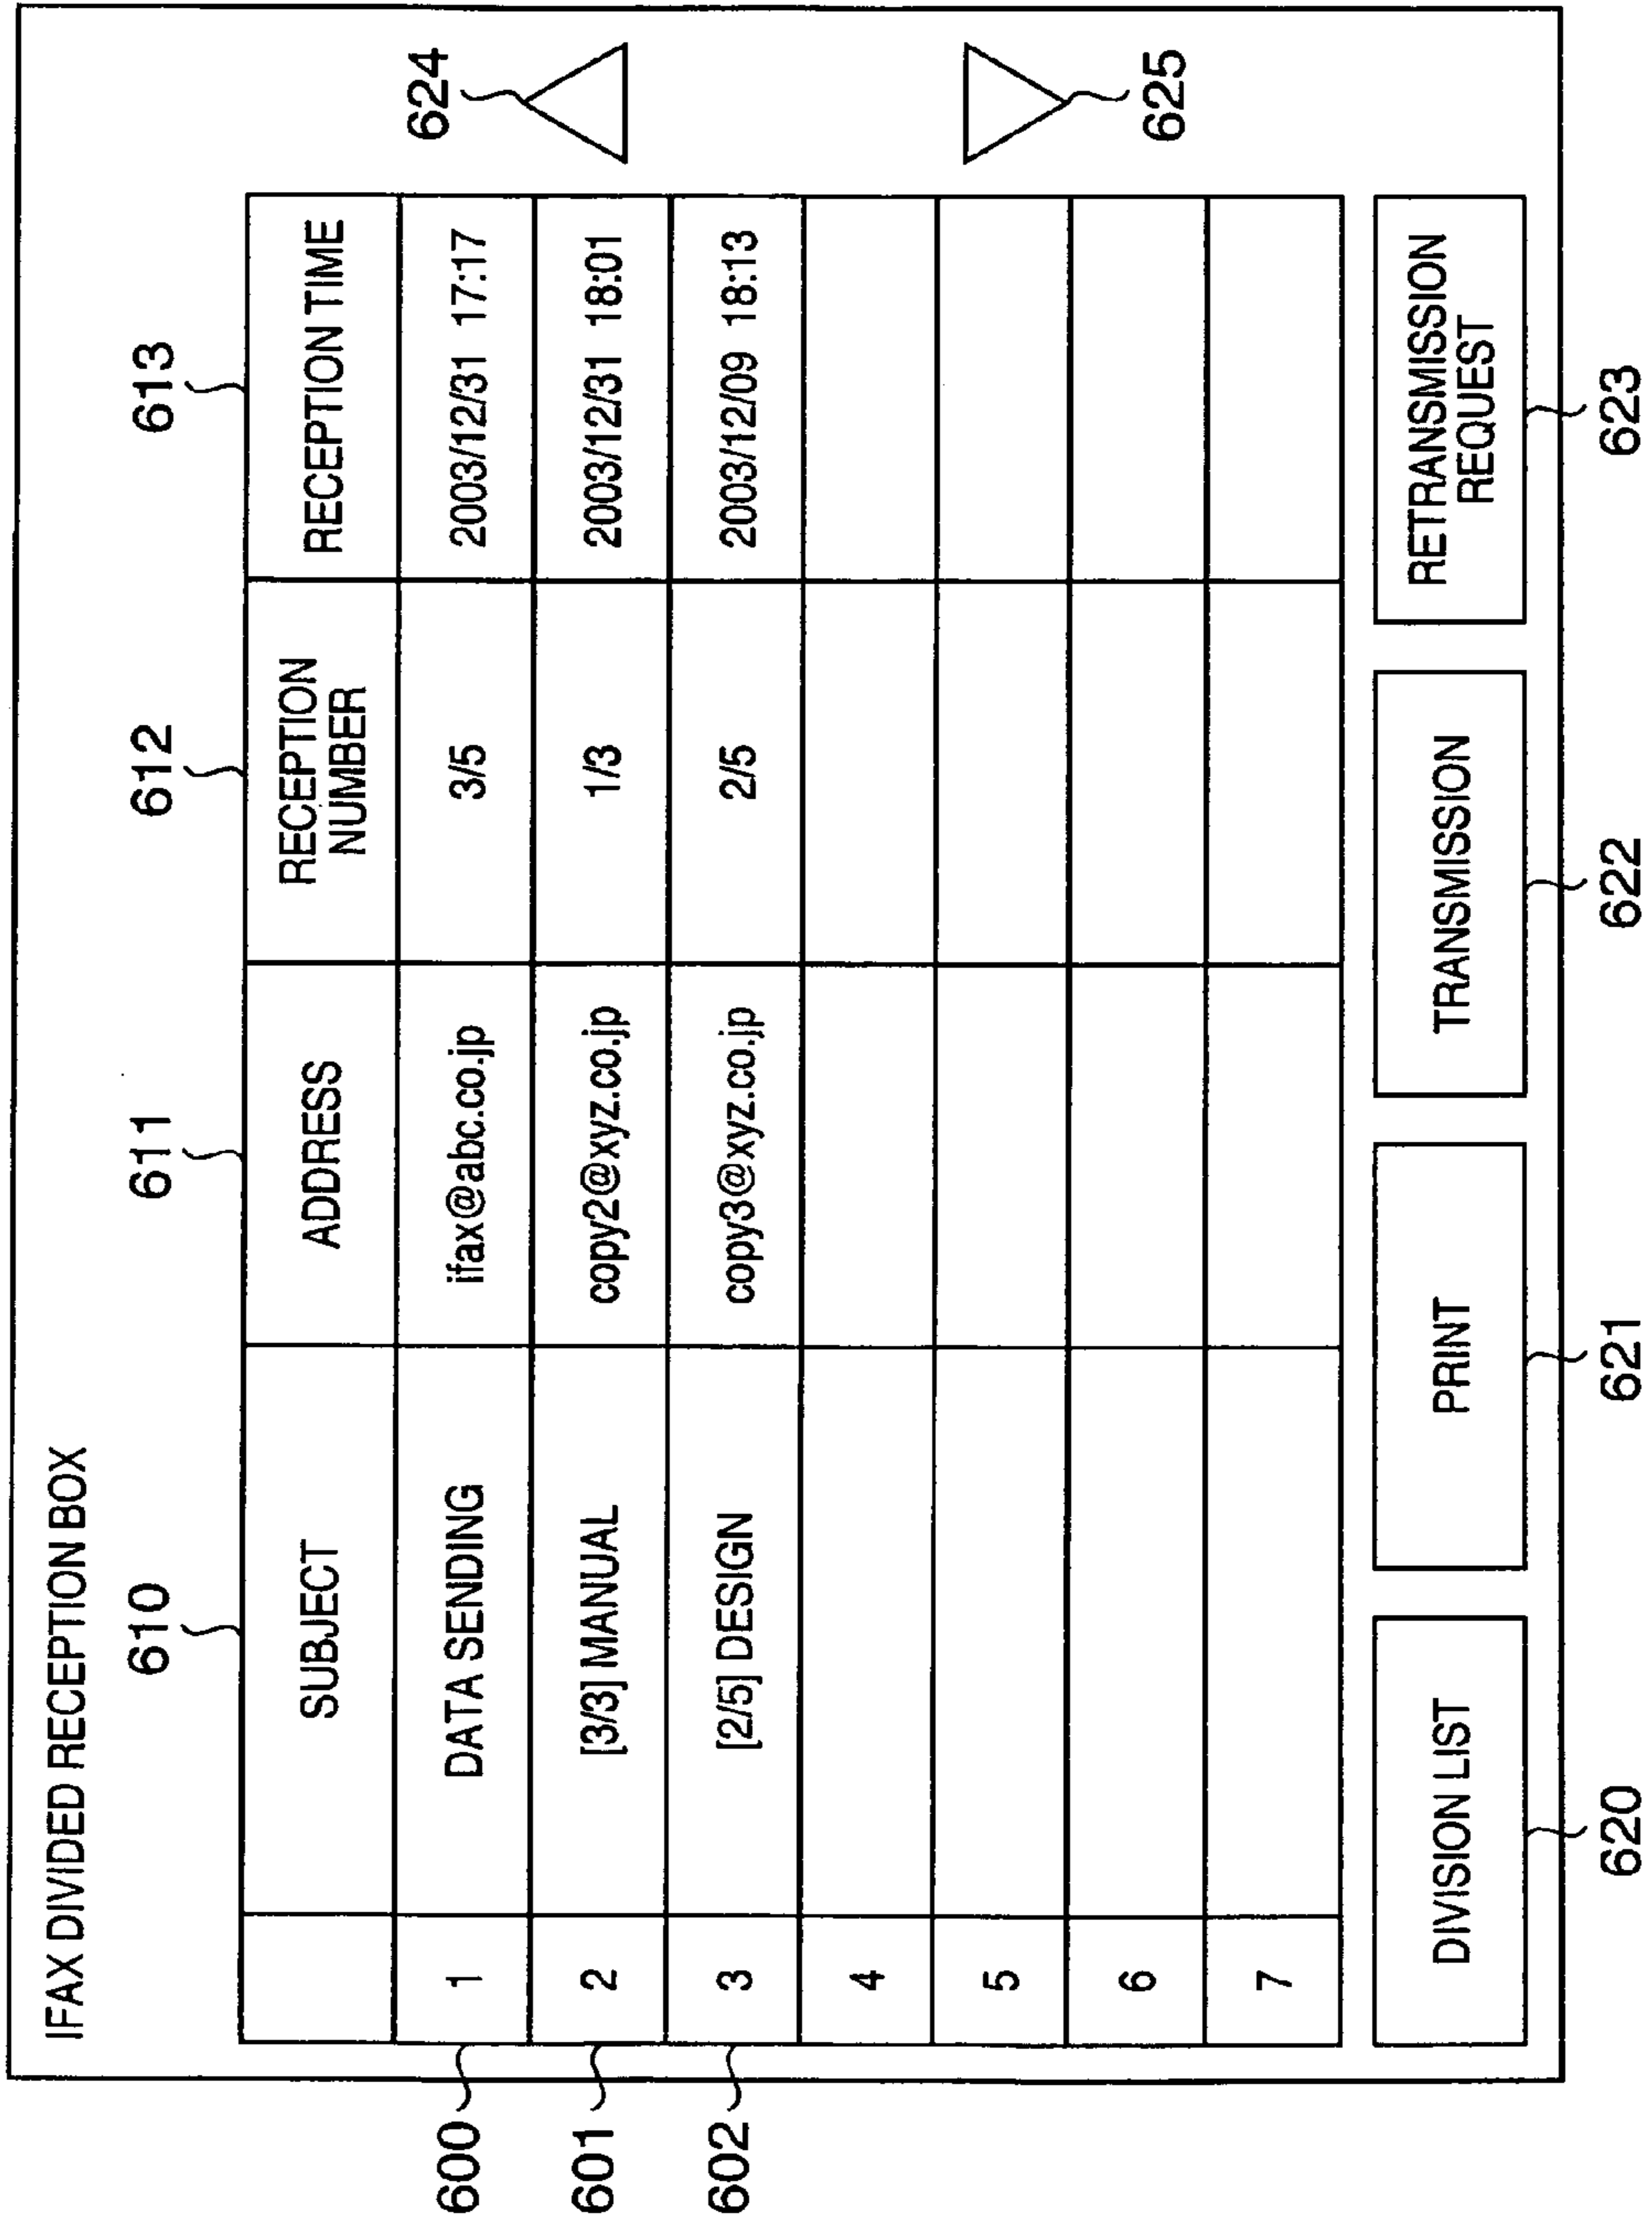 IFAX DIVIDED RECEPTION BOX
610 611 612 613
SUBJECT ADDRESS RECEPTION NUMBER RECEPTION TIME
600 1 DATA SENDING ifax@abc.co.jp 3/5 2003/12/31 17:17
601 2 [3/3] MANUAL copy2@xyz.co.jp 1/3 2003/12/31 18:01
602 3 [2/5] DESIGN copy3@xyz.co.jp 2/5 2003/12/09 18:13
4
5
6
7
624
625
DIVISION LIST PRINT TRANSMISSION RETRANSMISSION
REQUEST
620 621 622 623